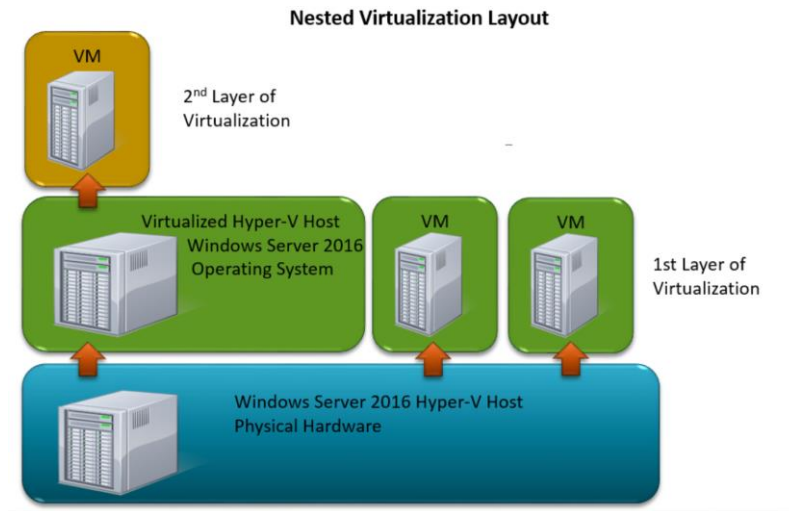 Nested Virtualization Layout
VM
2nd Layer of
Virtualization
Virtualized Hyper-V Host
Windows Server 2016
Operating System
VM
VM
1st Layer of
Virtualization
Windows Server 2016 Hyper-V Host
Physical Hardware